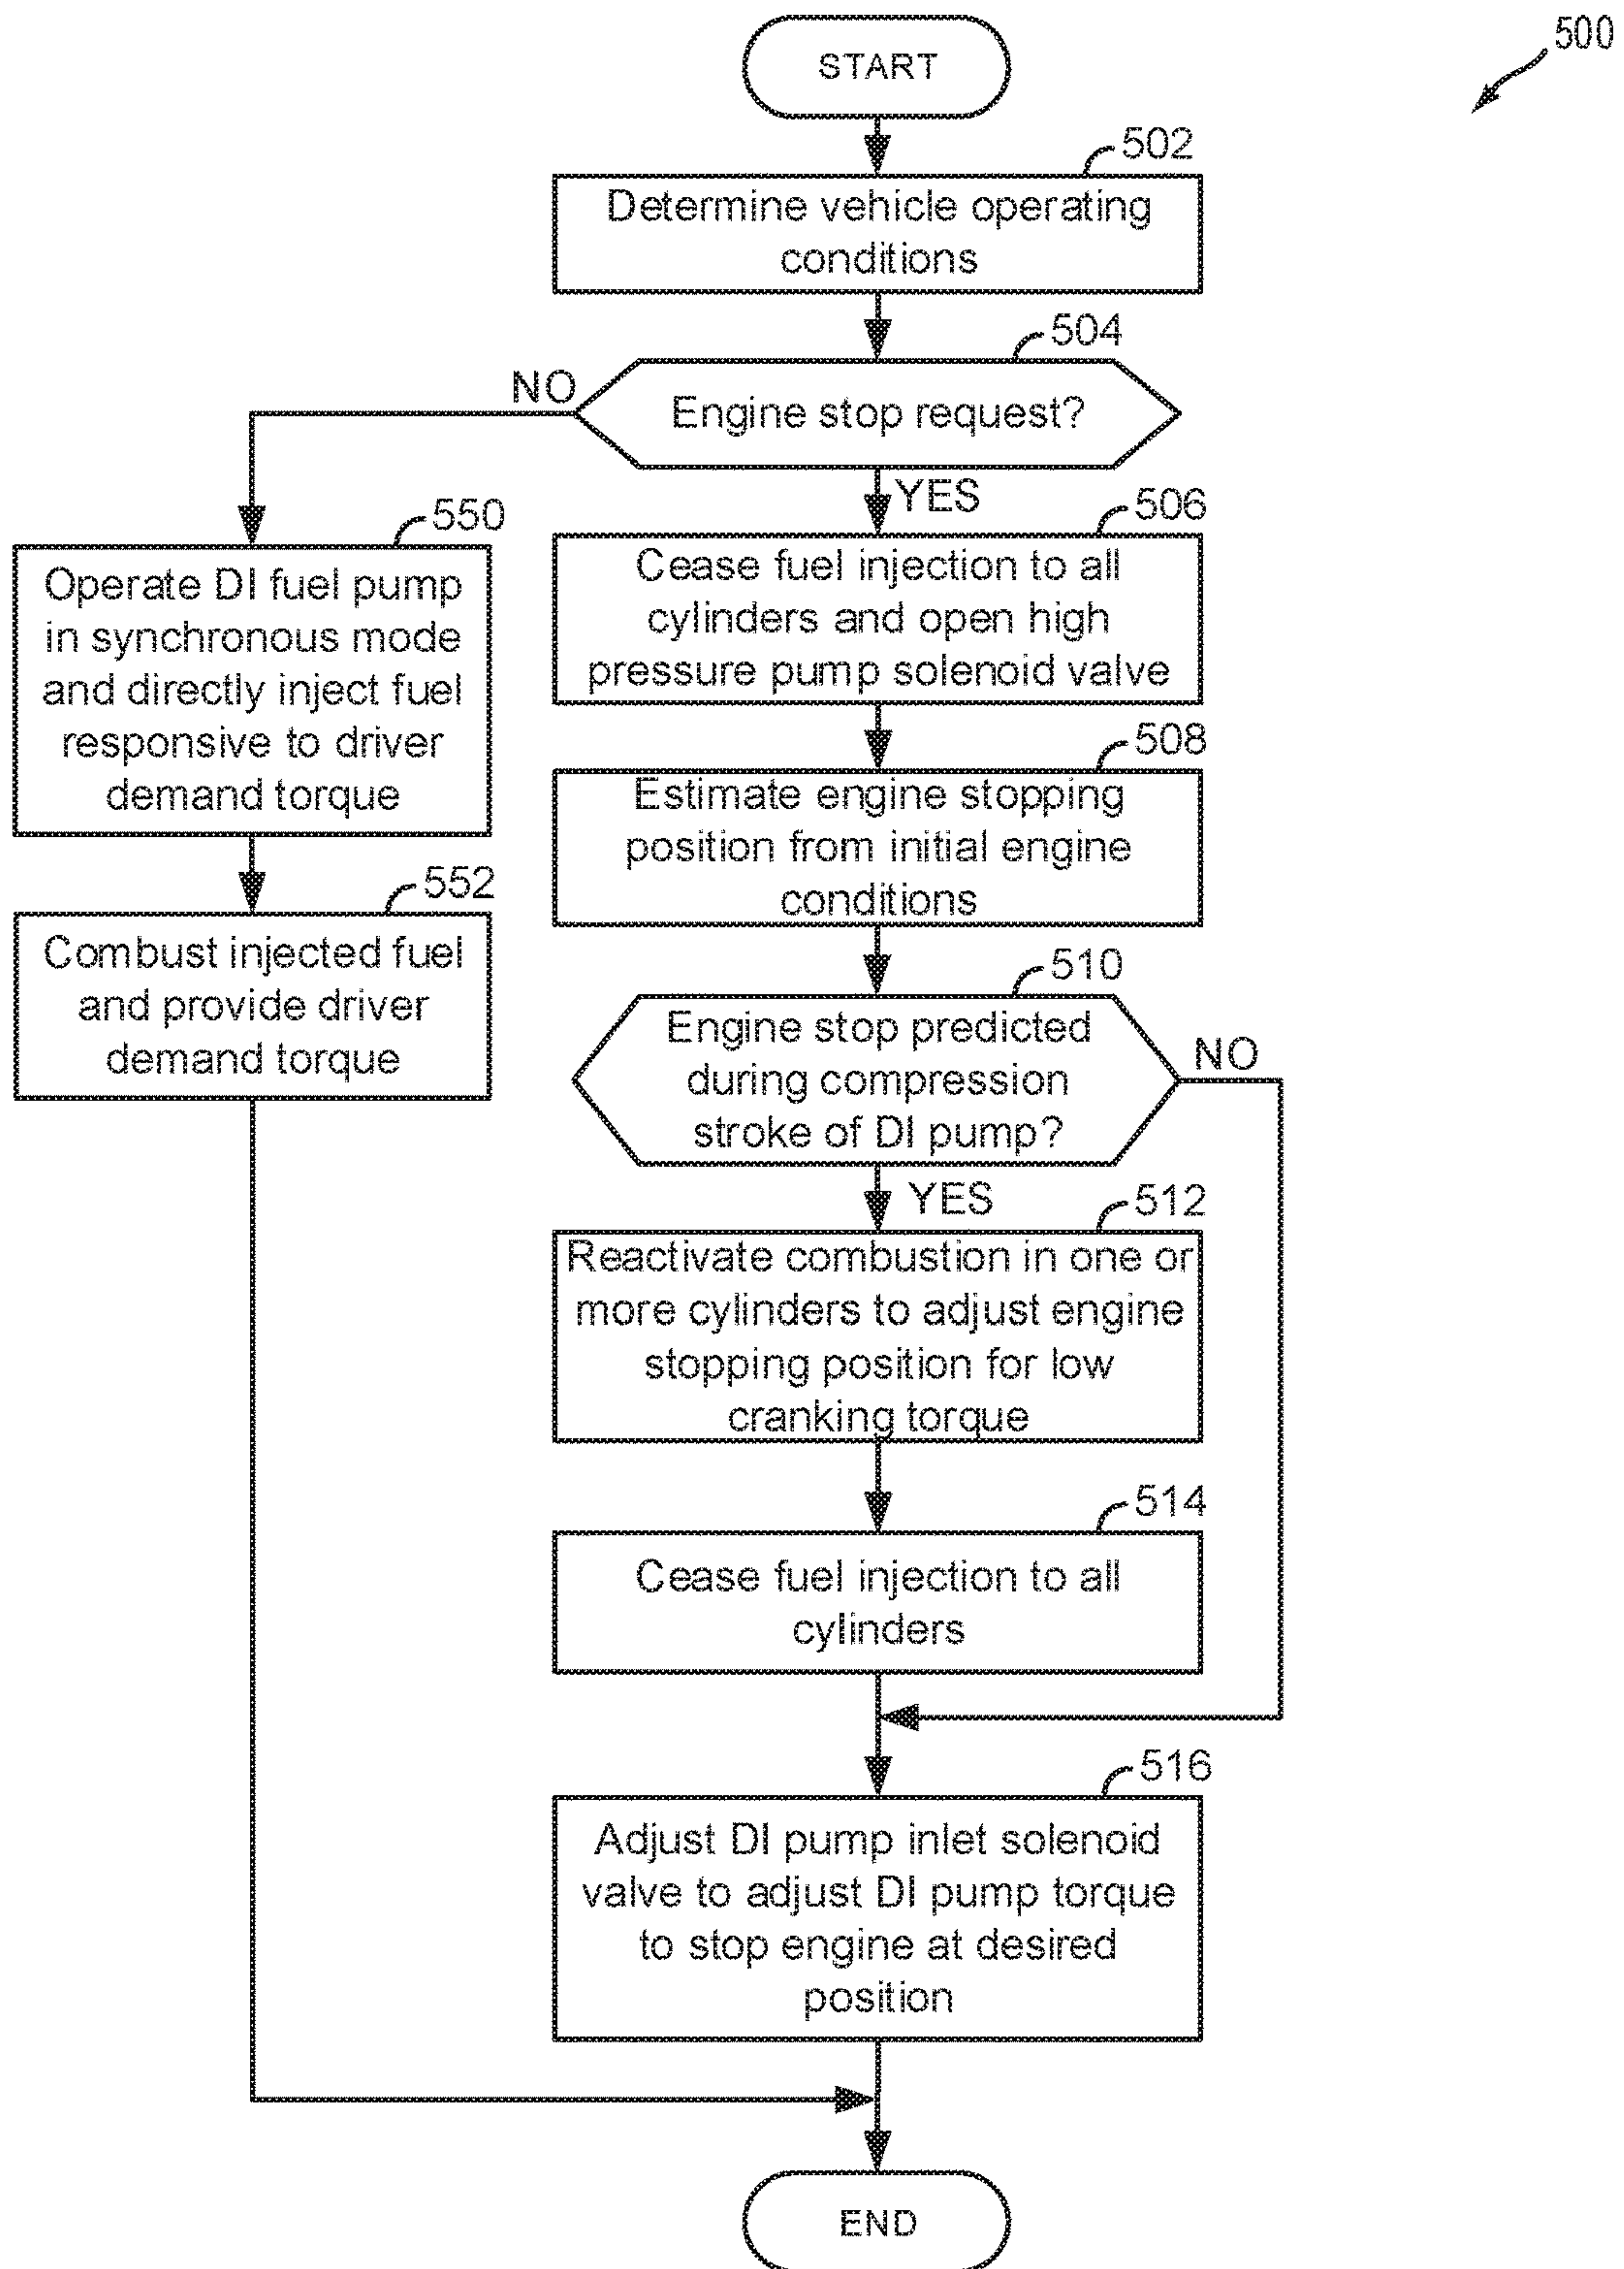 500
START
502
Determine vehicle operating
conditions
504
NO
Engine stop request?
YES
506
Cease fuel injection to all
cylinders and open high
pressure pump solenoid valve
550
Operate DI fuel pump
in synchronous mode
and directly inject fuel
responsive to driver
demand torque
508
Estimate engine stopping
position from initial engine
conditions
552
Combust injected fuel
and provide driver
demand torque
510
Engine stop predicted
during compression
stroke of DI pump?
NO
YES
512
Reactivate combustion in one or
more cylinders to adjust engine
stopping position for low
cranking torque
514
Cease fuel injection to all
cylinders
516
Adjust DI pump inlet solenoid
valve to adjust DI pump torque
to stop engine at desired
position
END